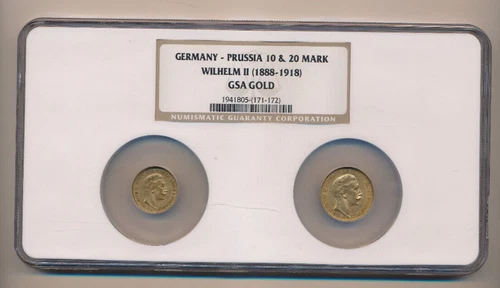 GERMANY - PRUSSIA 10 & 20 MARK
WILHELM II (1888-1918)
GSA GOLD
1941805-(171-172)
NUMISMATIC GUARANTY CORPORATION